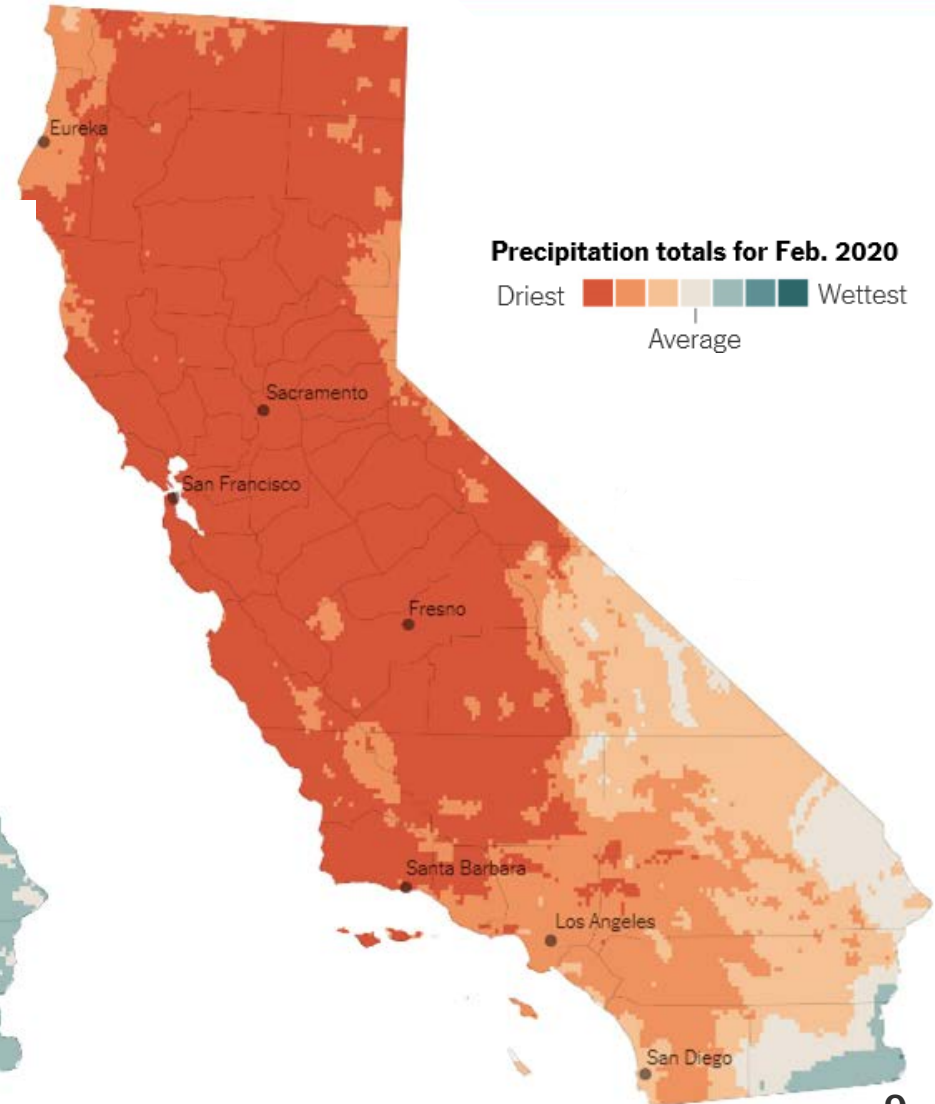 Eureka
Precipitation totals for Feb. 2020
Driest
Wettest
Average
Sacramento
San Francisco
Fresno
Santa Barbara
Los Angeles
San Diego